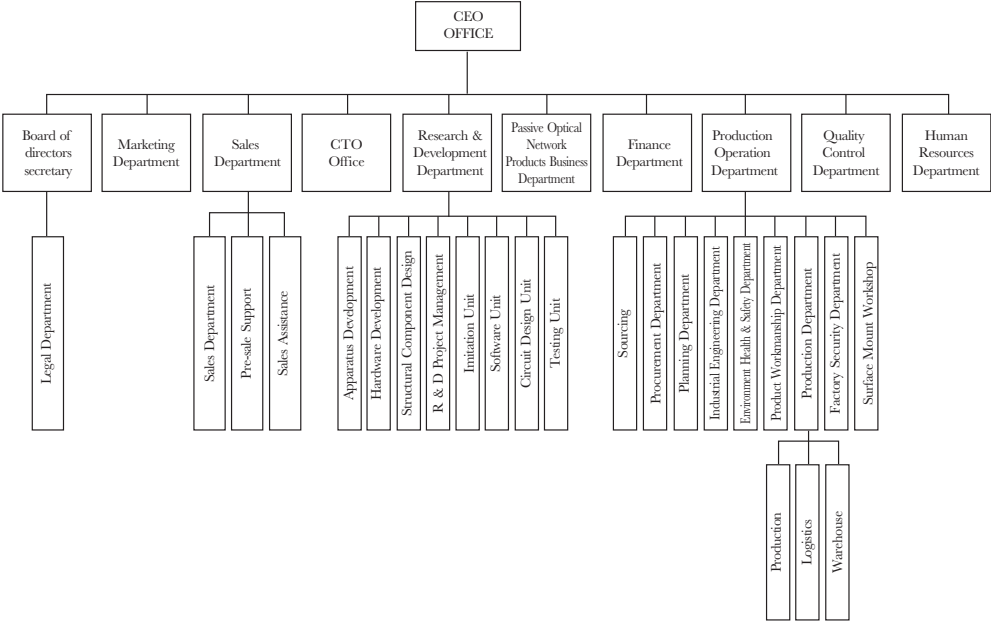 CEO
OFFICE
Board of
directors
secretary
Marketing
Department
Sales
Department
CTO
Office
Research &
Development
Department
Passive Optical
Network
Products Business
Department
Finance
Department
Production
Operation
Department
Quality
Control
Department
Human
Resources
Department
Legal Department
Sales Department
Pre-sale Support
Sales Assistance
Apparatus Development
Hardware Development
Structural Component Design
R & D Project Management
Imitation Unit
Software Unit
Circuit Design Unit
Testing Unit
Sourcing
Procurement Department
Planning Department
Industrial Engineering Department
Environment Health & Safety Department
Product Workmanship Department
Production Department
Factory Security Department
Surface Mount Workshop
Production
Logistics
Warehouse